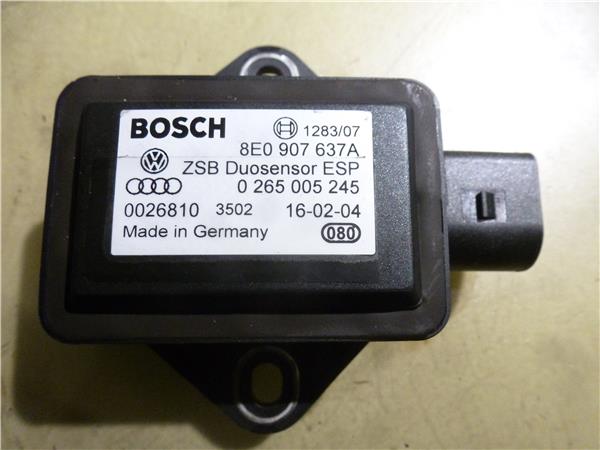 BOSCH 1283/07
8E0 907 637A
ZSB Duosensor ESP
0 265 005 245
0026810 3502 16-02-04
Made in Germany 080